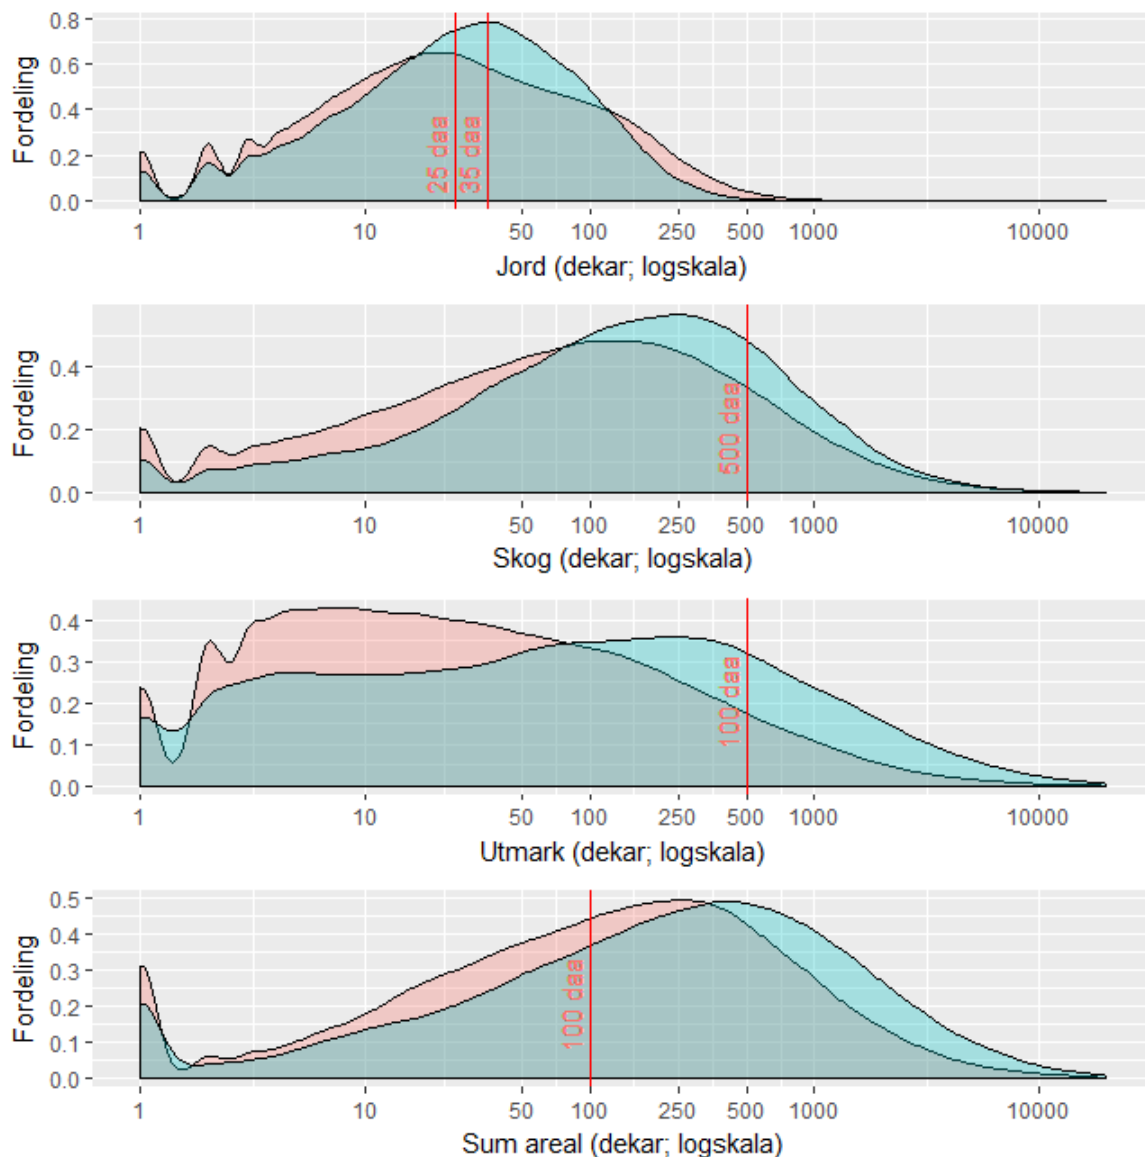 Fordeling
0.8
0.6
0.4
0.2
0.0
25 daa
35 daa
1 10 50 100 250 500 1000 10000
Jord (dekar; logskala)
Fordeling
0.4
0.2
0.0
500 daa
1 10 50 100 250 500 1000 10000
Skog (dekar; logskala)
Fordeling
0.4
0.3
0.2
0.1
0.0
100 daa
1 10 50 100 250 500 1000 10000
Utmark (dekar; logskala)
Fordeling
0.5
0.4
0.3
0.2
0.1
0.0
100 daa
1 10 50 100 250 500 1000 10000
Sum areal (dekar; logskala)